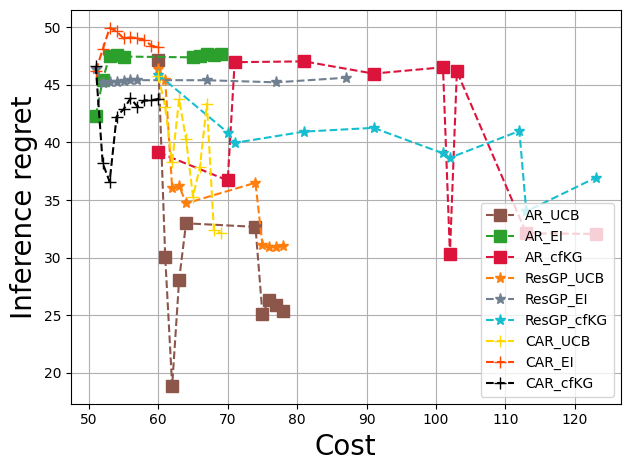 Inference regret
50
45
40
35
30
25
20
50
60
70
80
90
100
110
120
Cost
AR_UCB
AR_EI
AR_cfKG
ResGP_UCB
ResGP_EI
ResGP_cfKG
CAR_UCB
CAR_EI
CAR_cfKG